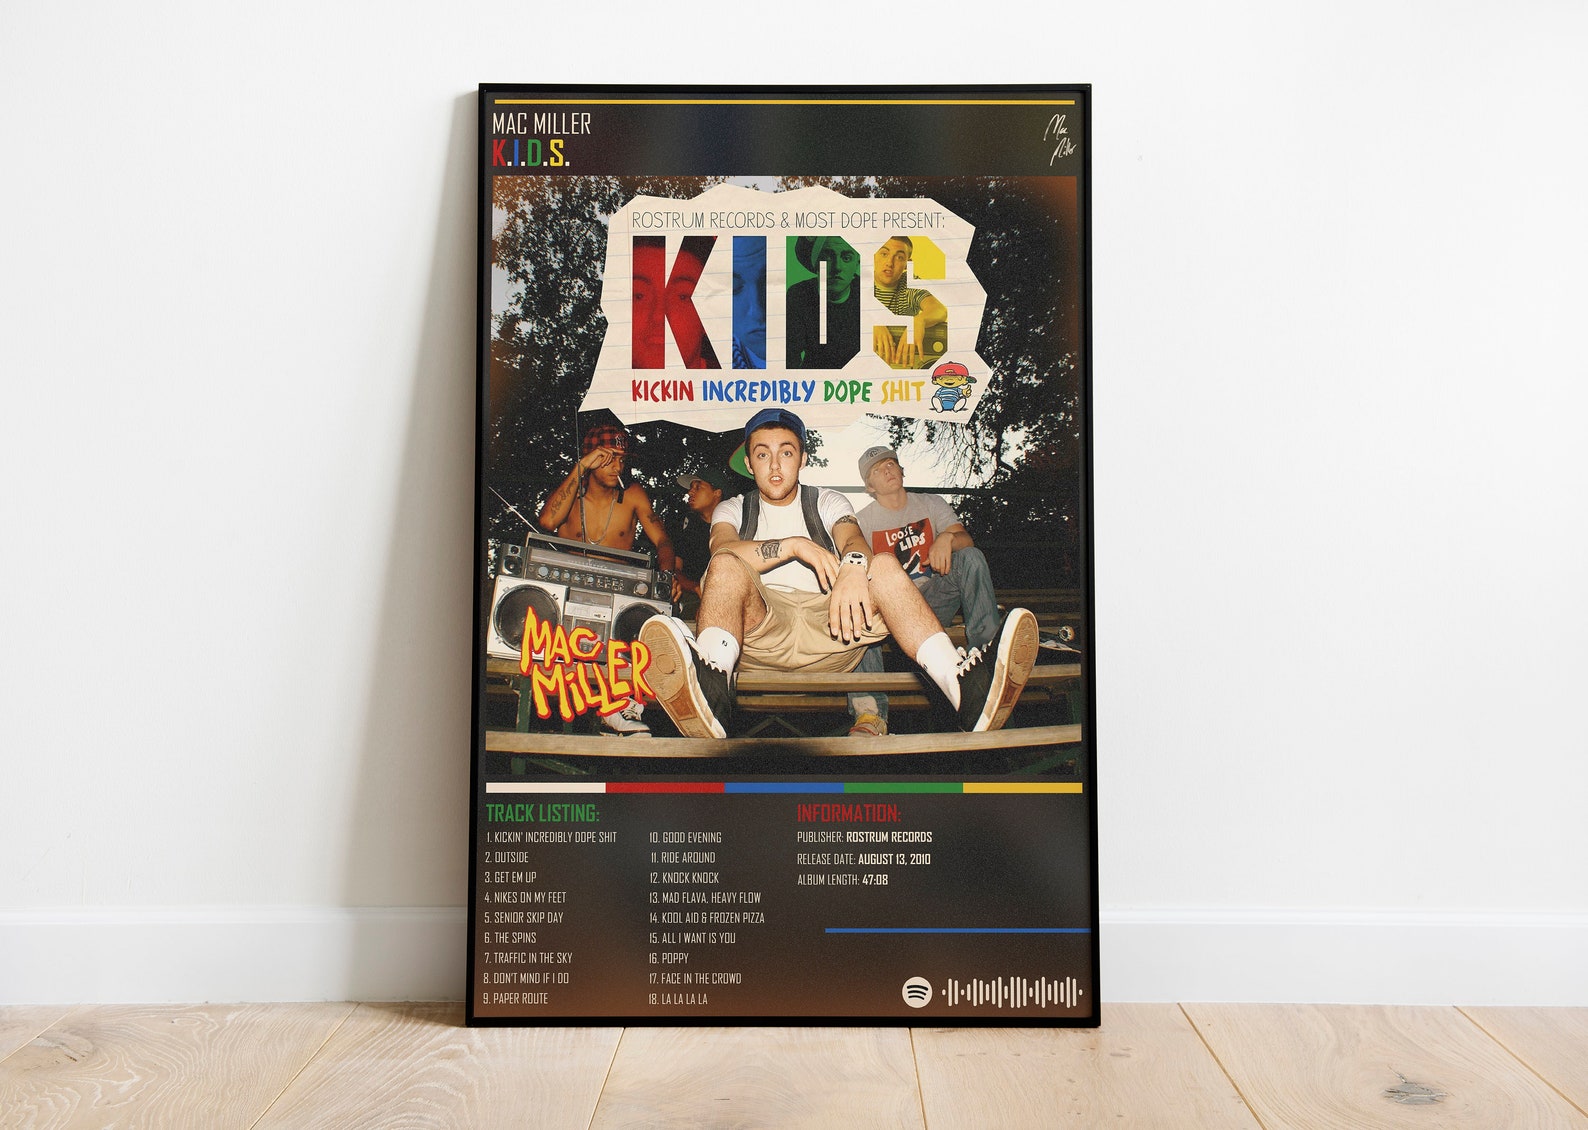 MAC MILLER
K.I.D.S.
Mac
Miller
ROSTRUM RECORDS & MOST DOPE PRESENT:
KIDS
KICKIN INCREDIBLY DOPE SHIT
LOOSE
LIPS
MAC
MILLER
TRACK LISTING:
1. KICKIN' INCREDIBLY DOPE SHIT
2. OUTSIDE
3. GET EM UP
4. NIKES ON MY FEET
5. SENIOR SKIP DAY
6. THE SPINS
7. TRAFFIC IN THE SKY
8. DON'T MIND IF I DO
9. PAPER ROUTE
10. GOOD EVENING
11. RIDE AROUND
12. KNOCK KNOCK
13. MAD FLAVA, HEAVY FLOW
14. KOOL AID & FROZEN PIZZA
15. ALL I WANT IS YOU
16. POPPY
17. FACE IN THE CROWD
18. LA LA LA LA
INFORMATION:
PUBLISHER: ROSTRUM RECORDS
RELEASE DATE: AUGUST 13, 2010
ALBUM LENGTH: 47:08